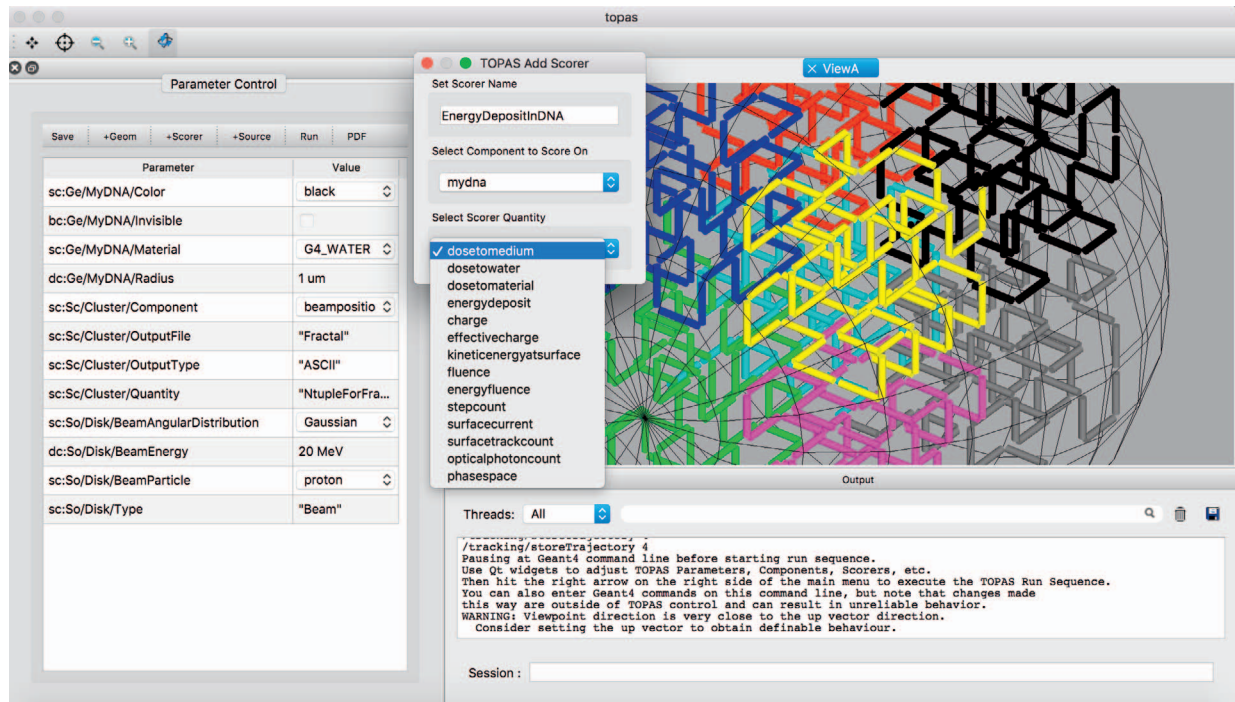 topas
Parameter Control
Save +Geom +Scorer +Source Run PDF
Parameter Value
sc:Ge/MyDNA/Color black
bc:Ge/MyDNA/Invisible
sc:Ge/MyDNA/Material G4_WATER
dc:Ge/MyDNA/Radius 1 um
sc:Sc/Cluster/Component beampositio
sc:Sc/Cluster/OutputFile "Fractal"
sc:Sc/Cluster/OutputType "ASCII"
sc:Sc/Cluster/Quantity "NtupleForFra...
sc:So/Disk/BeamAngularDistribution Gaussian
dc:So/Disk/BeamEnergy 20 MeV
sc:So/Disk/BeamParticle proton
sc:So/Disk/Type "Beam"
TOPAS Add Scorer
Set Scorer Name
EnergyDepositInDNA
Select Component to Score On
mydna
Select Scorer Quantity
✓ dosetomedium
dosetowater
dosetomaterial
energydeposit
charge
effectivecharge
kineticenergyatsurface
fluence
energyfluence
stepcount
surfacecurrent
surfacetrackcount
opticalphotoncount
phasespace
× ViewA
Output
Threads: All
/tracking/storeTrajectory 4
Pausing at Geant4 command line before starting run sequence.
Use Qt widgets to adjust TOPAS Parameters, Components, Scorers, etc.
Then hit the right arrow on the right side of the main menu to execute the TOPAS Run Sequence.
You can also enter Geant4 commands on this command line, but note that changes made
this way are outside of TOPAS control and can result in unreliable behavior.
WARNING: Viewpoint direction is very close to the up vector direction.
Consider setting the up vector to obtain definable behaviour.
Session :